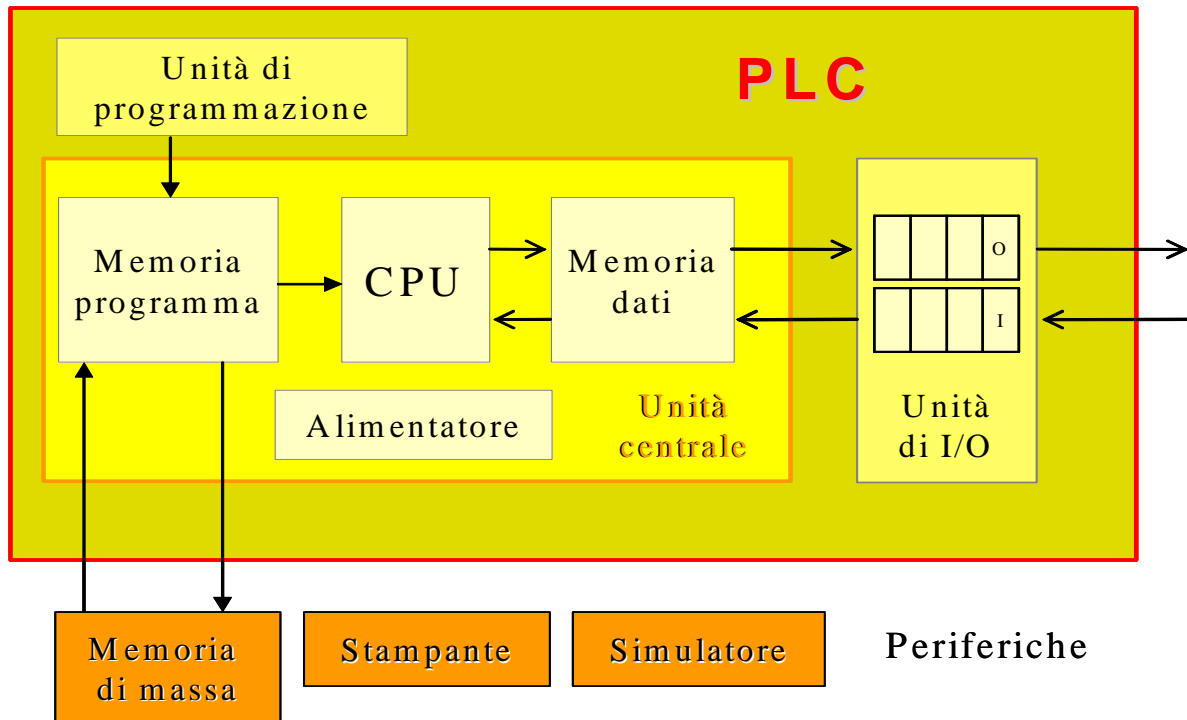 Unità di
programmazione
PLC
Memoria
programma
CPU
Memoria
dati
O
I
Alimentatore
Unità
centrale
Unità
di I/O
Memoria
di massa
Stampante
Simulatore
Periferiche